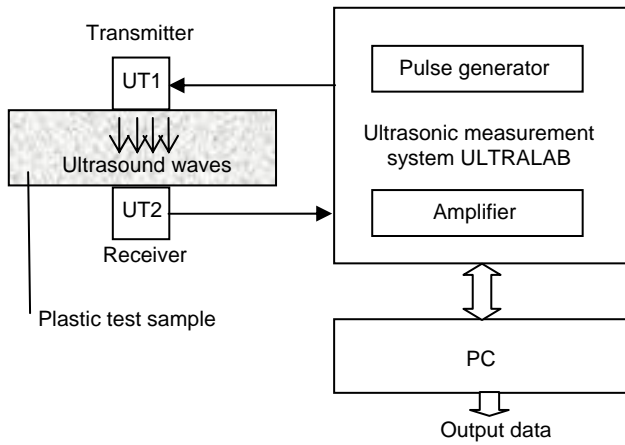 Transmitter
UT1
Ultrasound waves
UT2
Receiver
Plastic test sample
Pulse generator
Ultrasonic measurement
system ULTRALAB
Amplifier
PC
Output data